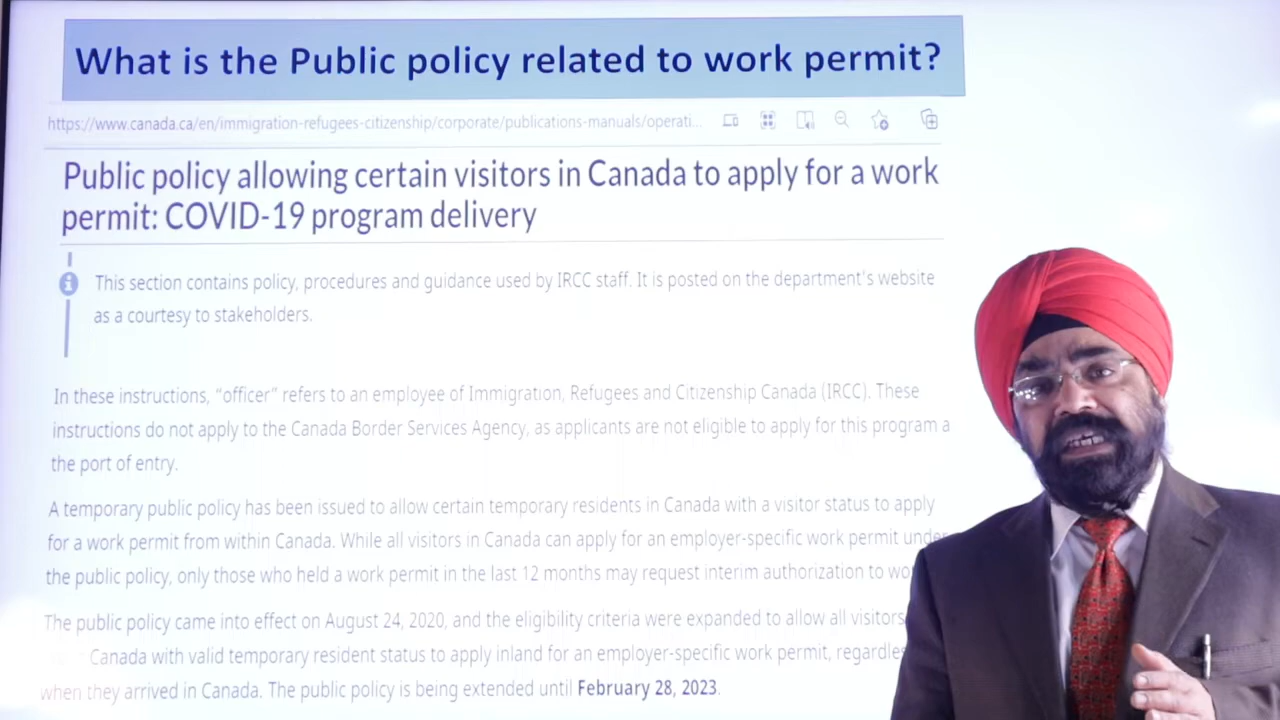 What is the Public policy related to work permit?
https://www.canada.ca/en/immigration-refugees-citizenship/corporate/publications-manuals/operati...
Public policy allowing certain visitors in Canada to apply for a work
permit: COVID-19 program delivery
This section contains policy, procedures and guidance used by IRCC staff. It is posted on the department's website
as a courtesy to stakeholders.
In these instructions, “officer” refers to an employee of Immigration, Refugees and Citizenship Canada (IRCC). These
instructions do not apply to the Canada Border Services Agency, as applicants are not eligible to apply for this program a
the port of entry.
A temporary public policy has been issued to allow certain temporary residents in Canada with a visitor status to apply
for a work permit from within Canada. While all visitors in Canada can apply for an employer-specific work permit under
the public policy, only those who held a work permit in the last 12 months may request interim authorization to wo
The public policy came into effect on August 24, 2020, and the eligibility criteria were expanded to allow all visitors
Canada with valid temporary resident status to apply inland for an employer-specific work permit, regardles
when they arrived in Canada. The public policy is being extended until February 28, 2023.